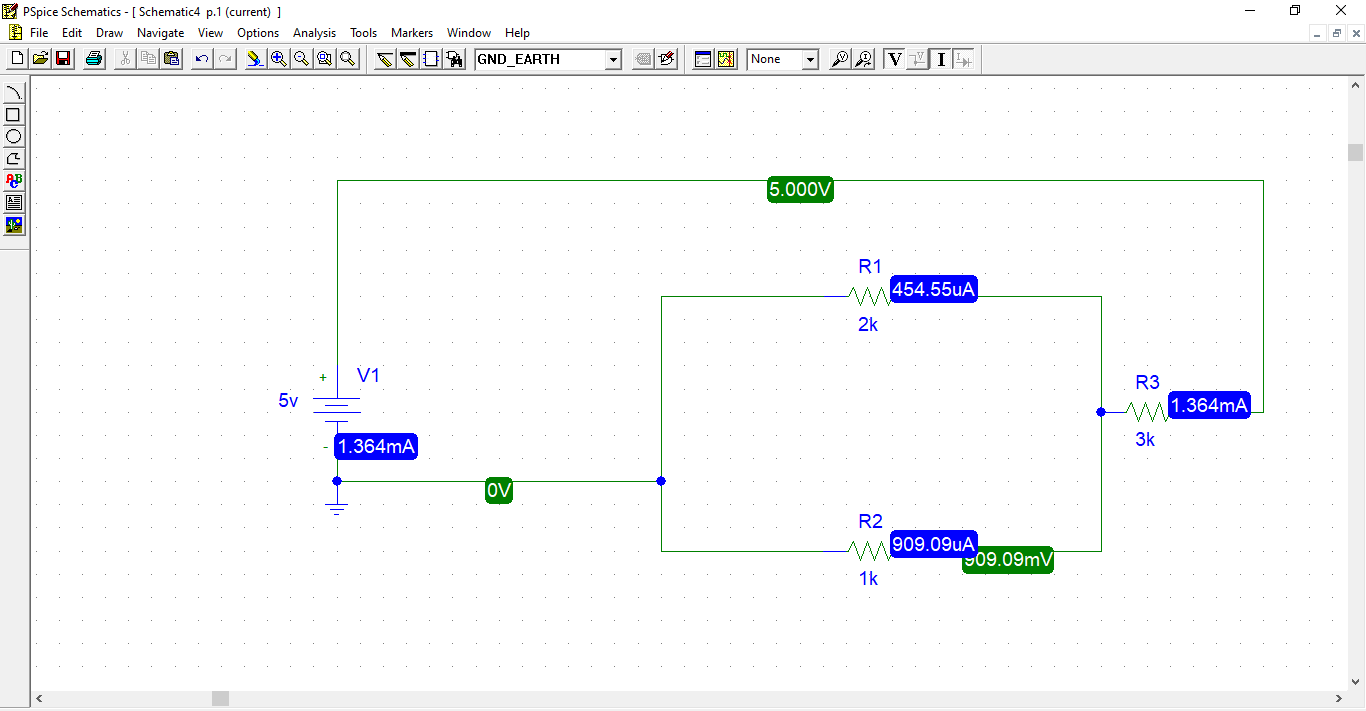 PSpice Schematics - [ Schematic4 p.1 (current) ]
File Edit Draw Navigate View Options Analysis Tools Markers Window Help
GND_EARTH
None
V
I
ABC
5.000V
R1
454.55uA
2k
+
V1
5v
R3
1.364mA
3k
-
1.364mA
0V
R2
909.09uA
909.09mV
1k